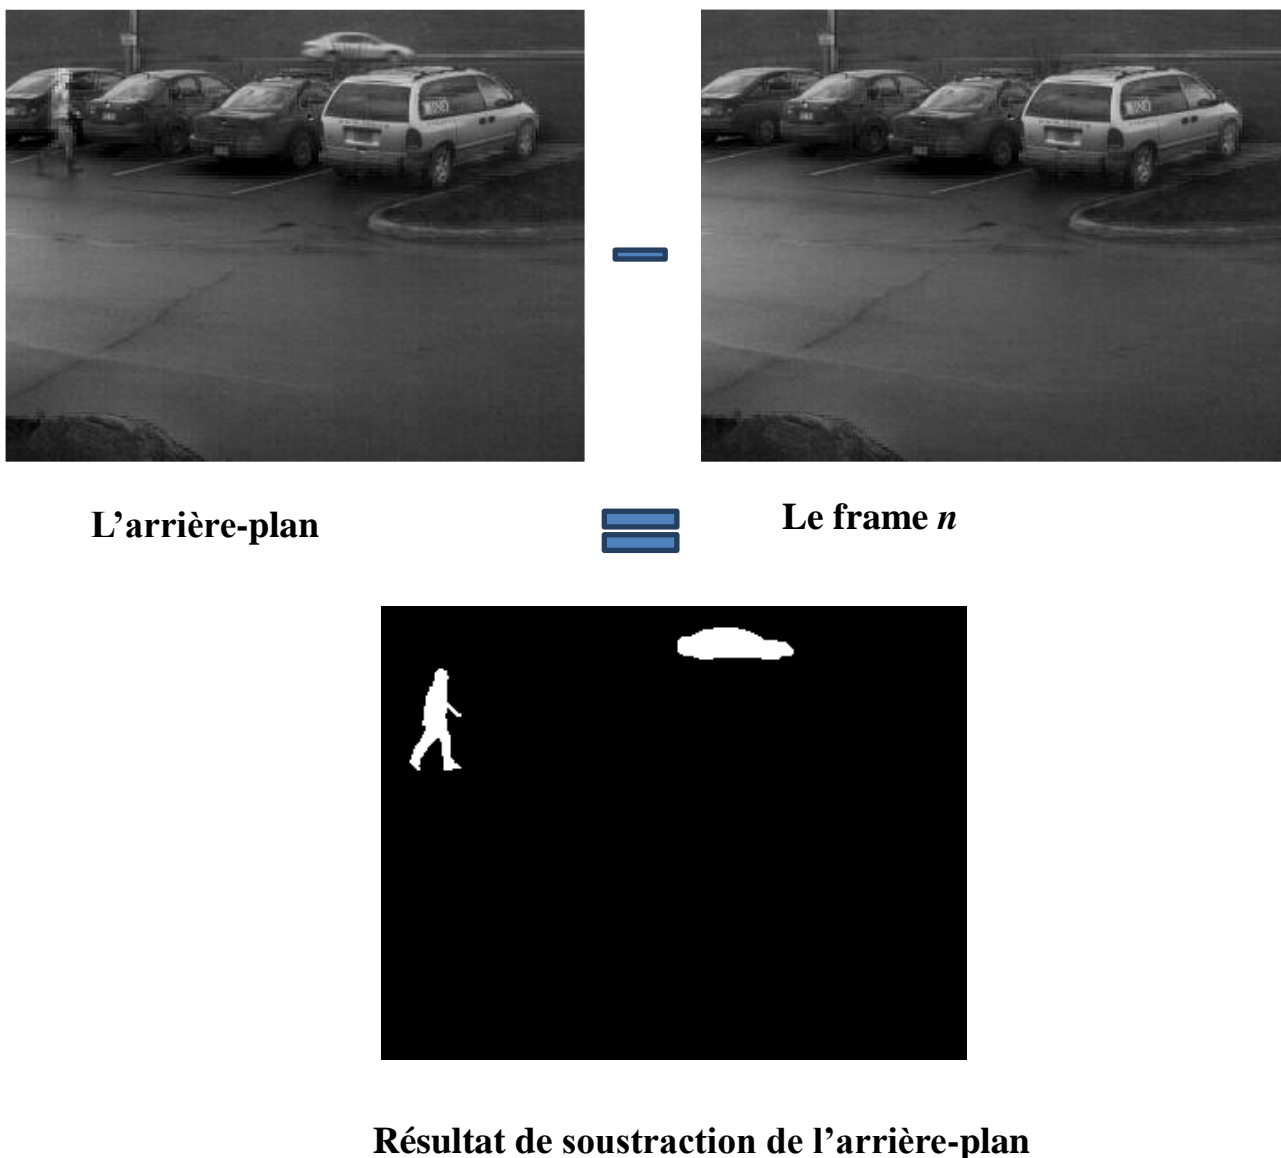 L’arrière-plan
Le frame n
Résultat de soustraction de l’arrière-plan